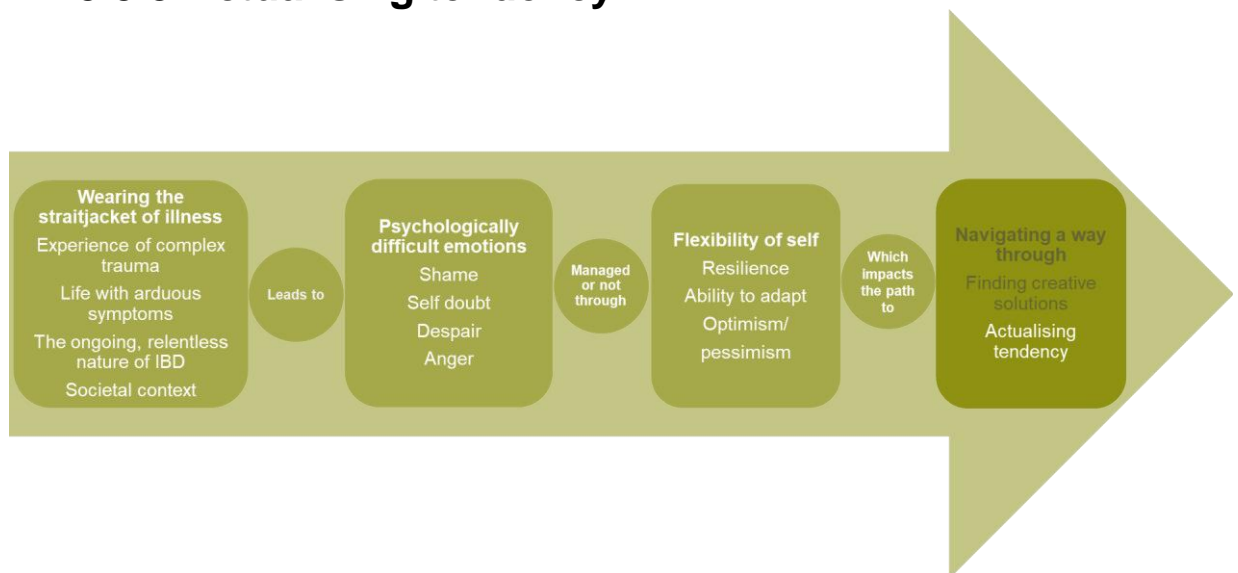 Wearing the
straitjacket of illness
Experience of complex
trauma
Life with arduous
symptoms
The ongoing, relentless
nature of IBD
Societal context
Leads to
Psychologically
difficult emotions
Shame
Self doubt
Despair
Anger
Managed
or not
through
Flexibility of self
Resilience
Ability to adapt
Optimism/
pessimism
Which
impacts
the path
to
Navigating a way
through
Finding creative
solutions
Actualising
tendency